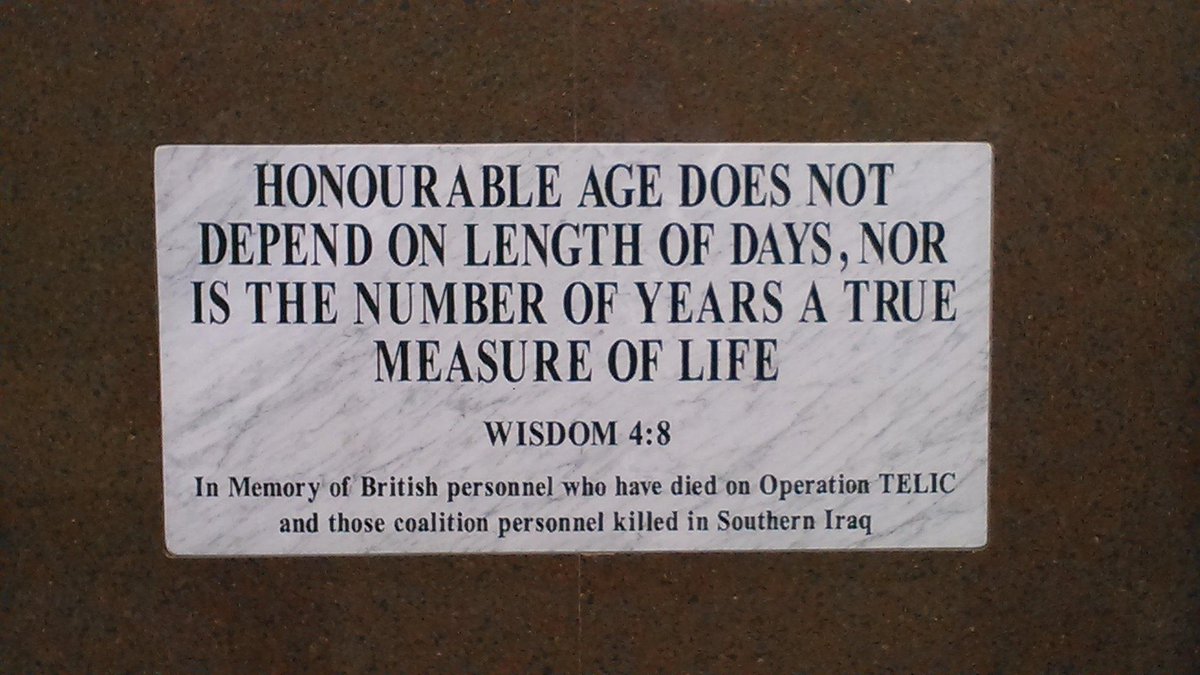 HONOURABLE AGE DOES NOT
DEPEND ON LENGTH OF DAYS, NOR
IS THE NUMBER OF YEARS A TRUE
MEASURE OF LIFE
WISDOM 4:8
In Memory of British personnel who have died on Operation TELIC
and those coalition personnel killed in Southern Iraq